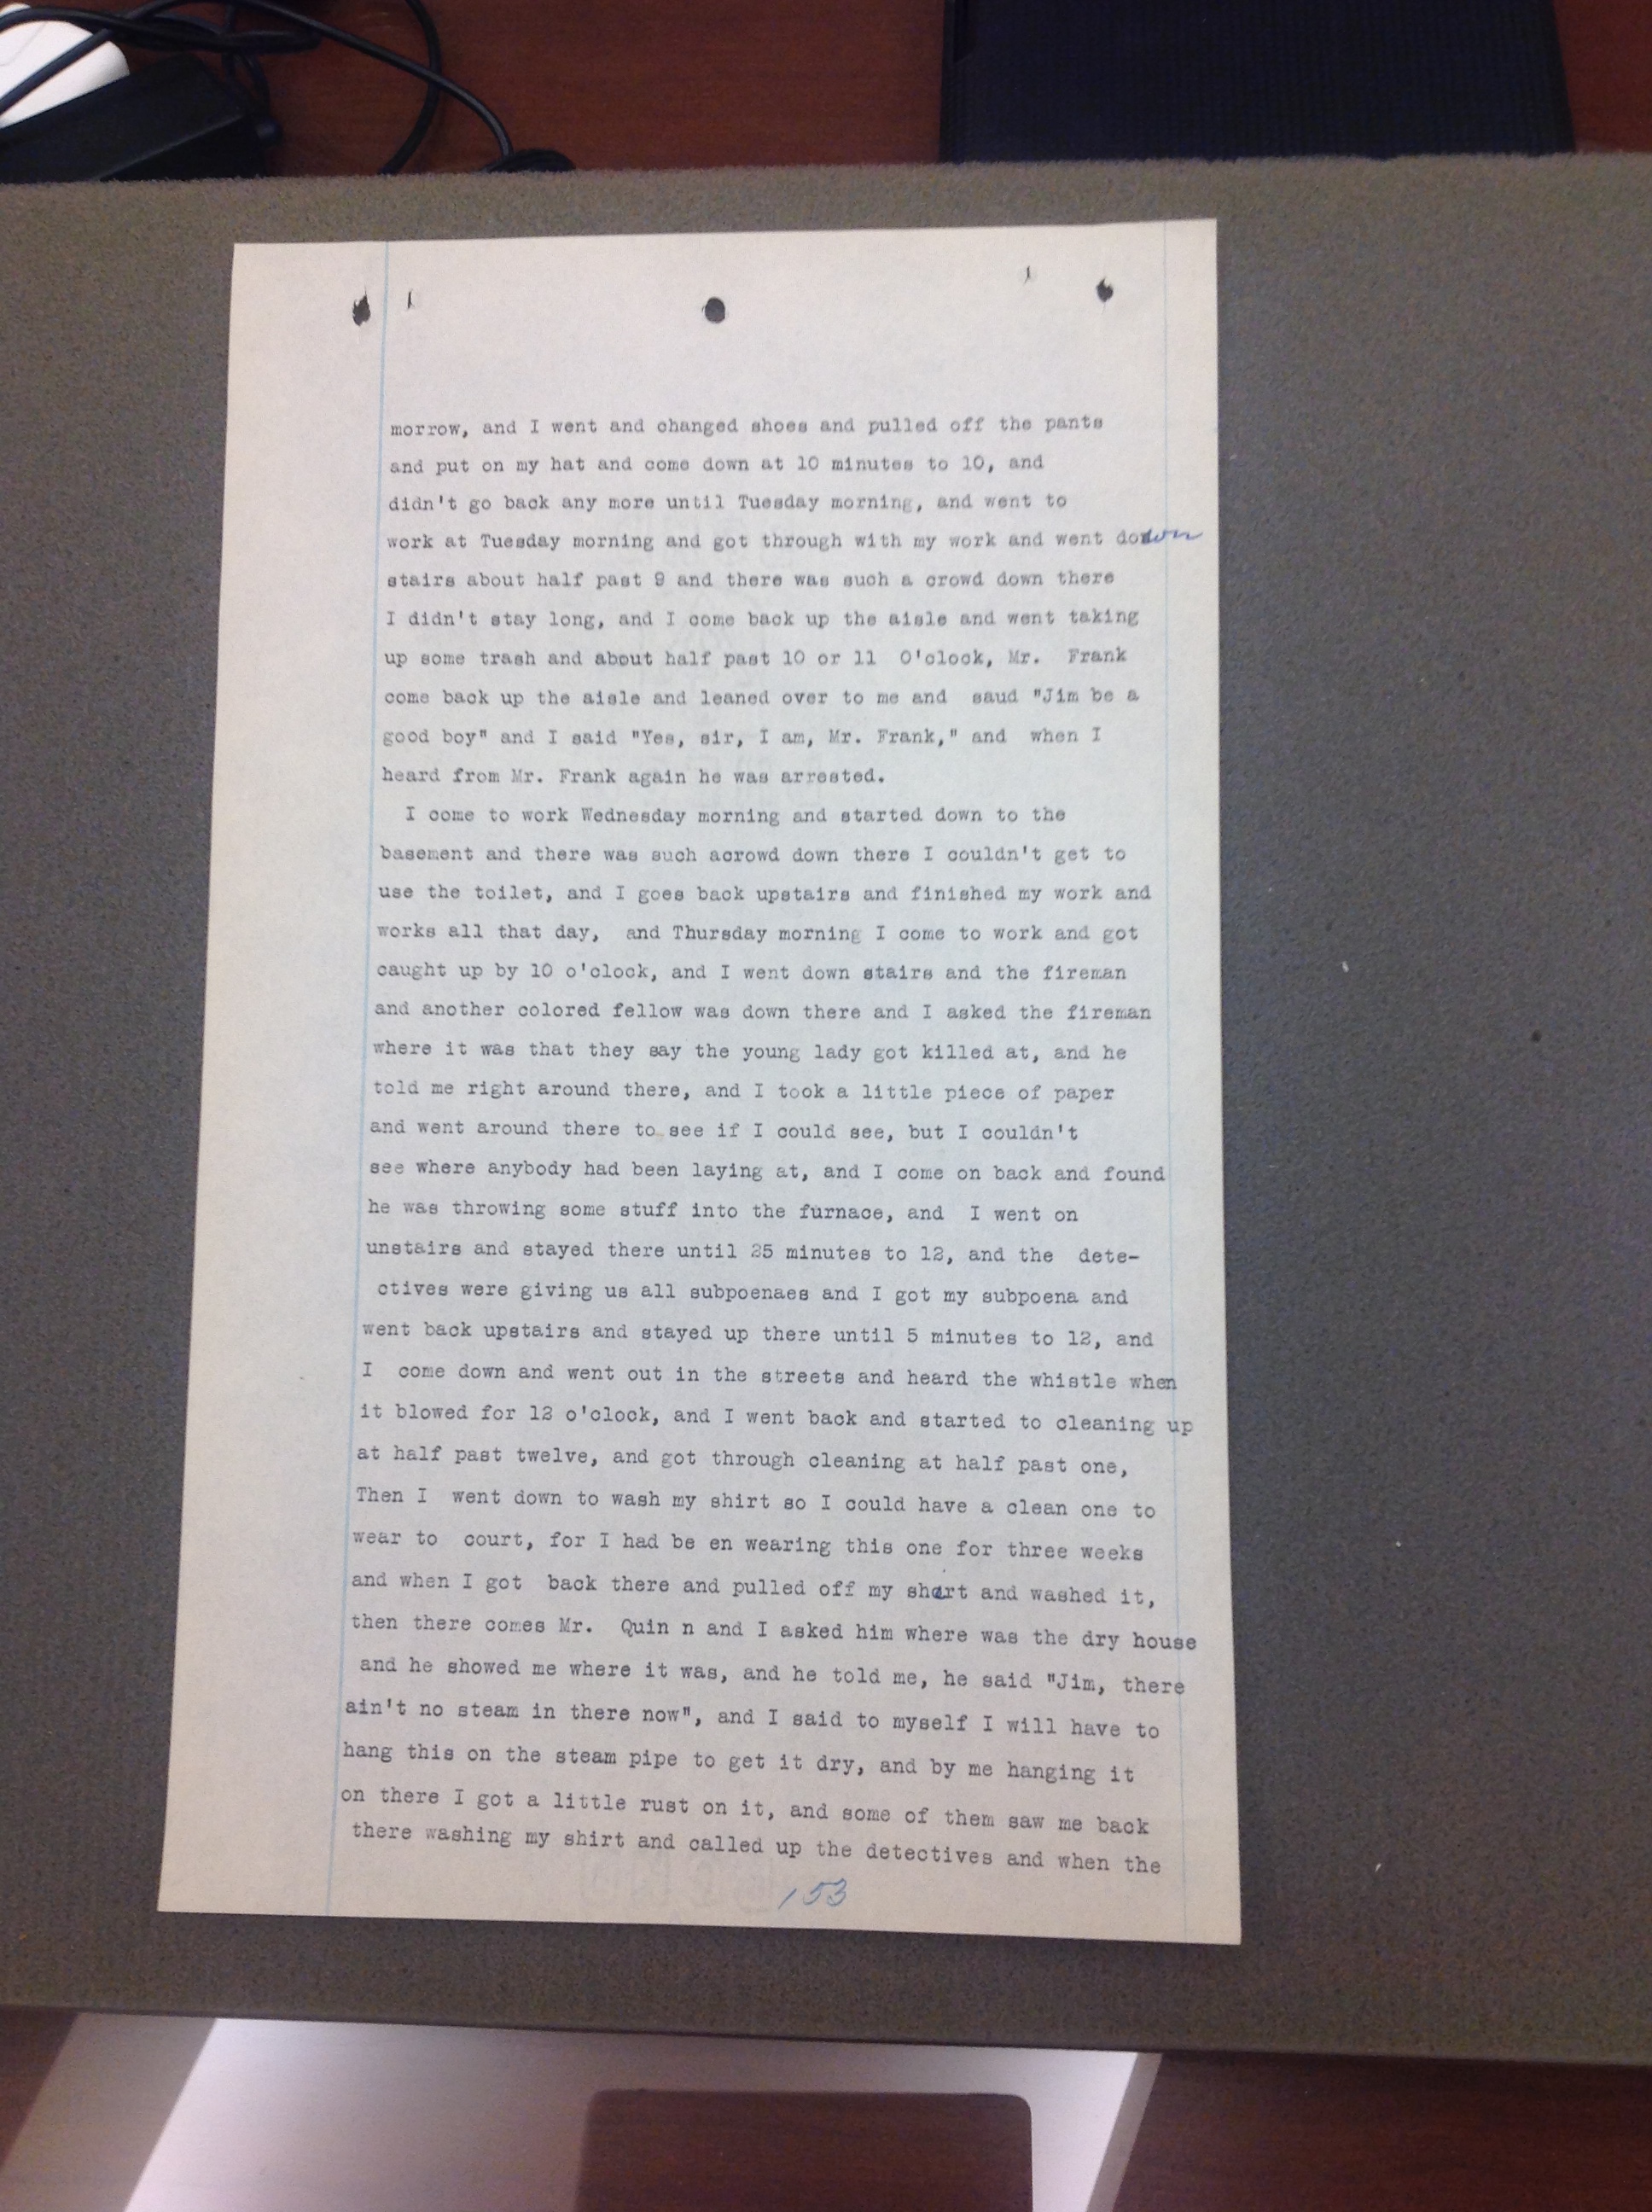 morrow, and I went and changed shoes and pulled off the pants
and put on my hat and come down at 10 minutes to 10, and
didn't go back any more until Tuesday morning, and went to
work at Tuesday morning and got through with my work and went down
stairs about half past 9 and there was such a crowd down there
I didn't stay long, and I come back up the aisle and went taking
up some trash and about half past 10 or 11 O'clock, Mr. Frank
come back up the aisle and leaned over to me and saud "Jim be a
good boy" and I said "Yes, sir, I am, Mr. Frank," and when I
heard from Mr. Frank again he was arrested.
I come to work Wednesday morning and started down to the
basement and there was such acrowd down there I couldn't get to
use the toilet, and I goes back upstairs and finished my work and
works all that day, and Thursday morning I come to work and got
caught up by 10 o'clock, and I went down stairs and the fireman
and another colored fellow was down there and I asked the fireman
where it was that they say the young lady got killed at, and he
told me right around there, and I took a little piece of paper
and went around there to see if I could see, but I couldn't
see where anybody had been laying at, and I come on back and found
he was throwing some stuff into the furnace, and I went on
unstairs and stayed there until 25 minutes to 12, and the dete-
ctives were giving us all subpoenaes and I got my subpoena and
went back upstairs and stayed up there until 5 minutes to 12, and
I come down and went out in the streets and heard the whistle when
it blowed for 12 o'clock, and I went back and started to cleaning up
at half past twelve, and got through cleaning at half past one,
Then I went down to wash my shirt so I could have a clean one to
wear to court, for I had be en wearing this one for three weeks
and when I got back there and pulled off my shirt and washed it,
then there comes Mr. Quin n and I asked him where was the dry house
and he showed me where it was, and he told me, he said "Jim, there
ain't no steam in there now", and I said to myself I will have to
hang this on the steam pipe to get it dry, and by me hanging it
on there I got a little rust on it, and some of them saw me back
there washing my shirt and called up the detectives and when the
153